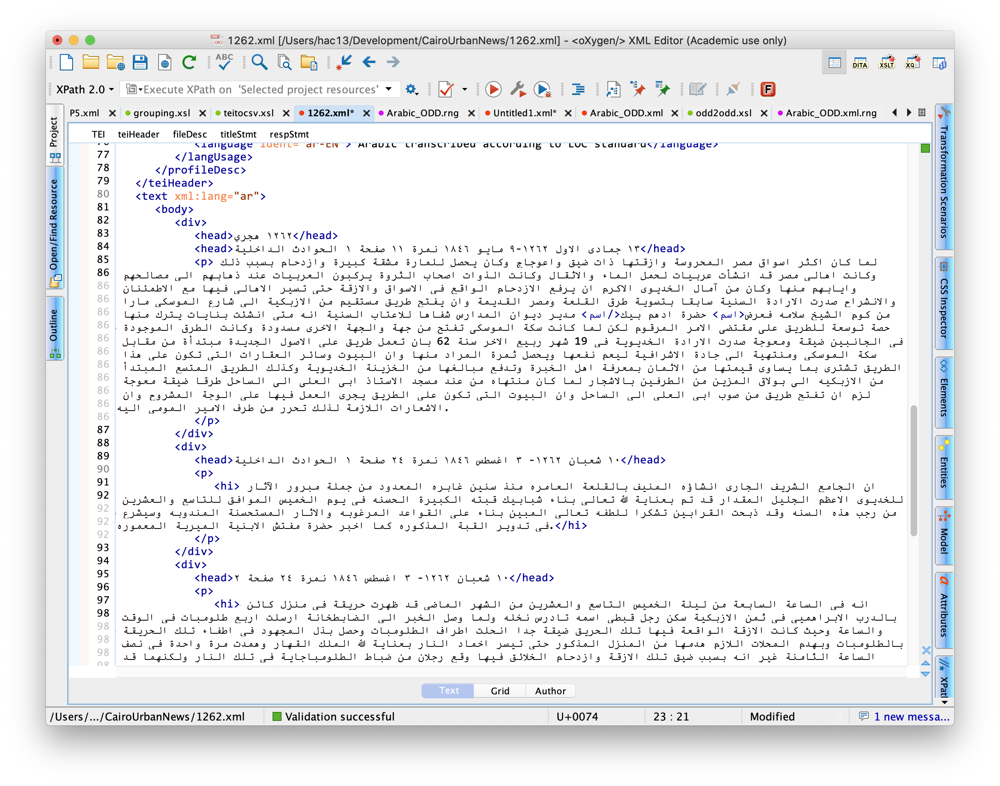 1262.xml [/Users/hac13/Development/CairoUrbanNews/1262.xml] - <oXygen/> XML Editor (Academic use only)
ABC
DITA XSLT XQ
XPath 2.0 Execute XPath on 'Selected project resources'
P5.xml grouping.xsl teitocsv.xsl 1262.xml* Arabic_ODD.rng Untitled1.xml* Arabic_ODD.xml odd2odd.xsl Arabic_ODD.xml.rng
Project
Open/Find Resource
Outline
TEI teiHeader fileDesc titleStmt respStmt
76 <language ident="ar-EN"> Arabic transcribed according to LOC standard</language>
77 </langUsage>
78 </profileDesc>
79 </teiHeader>
80 <text xml:lang="ar">
81 <body>
82 <div>
83 <head>١٢٦٢ هجري</head>
84 <head>١٣ جمادى الاول ١٢٦٢-٩ مايو ١٨٤٦ نمرة ١١ صفحة ١ الحوادث الداخلية</head>
85 <p> لما كان اكثر اسواق مصر المحروسة وازقتها ذات ضيق واعوجاج وكان يحصل للمارة مشقة كبيرة وازدحام بسبب ذلك
86 وكانت اهالى مصر قد انشأت عربيات لحمل الماء والاثقال وكانت الذوات اصحاب الثروة يركبون العربيات عند ذهابهم الى مصالحهم
86 وايابهم منها وكان من آمال الخديوى الاكرم ان يرفع الازدحام الواقع فى الاسواق والازقة حتى تسير الاهالى فيها مع الاطمئنان
86 والانشراح صدرت الارادة السنية سابقا بتسوية طرق القلعة ومصر القديمة وان يفتح طريق مستقيم من الازبكية الى شارع الموسكى مارا
86 من كوم الشيخ سلامه فعرض<اسم> حضرة ادهم بيك</اسم> مدير ديوان المدارس شفاها للاعتاب السنية انه متى انشئت بنايات يترك منها
86 حصة توسعة للطريق على مقتضى الامر المرقوم لكن لما كانت سكة الموسكى تفتح من جهة والجهة الاخرى مسدودة وكانت الطرق الموجودة
86 فى الجانبين ضيقة ومعوجة صدرت الارادة الخديوية فى 19 شهر ربيع الاخر سنة 62 بان تعمل طريق على الاصول الجديدة مبتدأة من مقابل
86 سكة الموسكى ومنتهية الى جادة الاشرافية ليعم نفعها ويحصل ثمرة المراد منها وان البيوت وسائر العقارات التى تكون على هذا
86 الطريق تشترى بما يساوى قيمتها من الاثمان بمعرفة اهل الخبرة وتدفع مبالغها من الخزينة الخديوية وكذلك الطريق المتسع المبتدأ
86 من الازبكيه الى بولاق المزين من الطرفين بالاشجار لما كان منتهاه من عند مسجد الاستاذ ابى العلى الى الساحل طرقا ضيقة معوجة
86 لزم ان تفتح طريق من صوب ابى العلى الى الساحل وان البيوت التى تكون على الطريق يجرى العمل فيها على الوجة المشروح وان
86 الاشعارات اللازمة لذلك تحرر من طرف الامير المومى اليه.
86 </p>
87 </div>
88 <div>
89 <head>١٠ شعبان ١٢٦٢- ٣ اغسطس ١٨٤٦ نمرة ٢٤ صفحة ١ الحوادث الداخلية</head>
90 <p>
91 <hi> ان الجامع الشريف الجارى انشاؤه المنيف بالقلعة العامره منذ سنين غابره المعدود من جملة مبرور الآثار
92 للخديوى الاعظم الجليل المقدار قد تم بعناية الله تعالى بناء شبابيك قبته الكبيرة الحسنه فى يوم الخميس الموافق للتاسع والعشرين
92 من رجب هذه السنه وقد ذبحت القرابين تشكرا للطفه تعالى المبين بناء على القواعد المرغوبه والاثار المستحسنة المندوبه وسيشرع
92 فى تدوير القبة المذكوره كما اخبر حضرة مفتش الابنية الميرية المعموره.</hi>
92 </p>
93 </div>
94 <div>
95 <head>١٠ شعبان ١٢٦٢- ٣ اغسطس ١٨٤٦ نمرة ٢٤ صفحة ٢</head>
96 <p>
97 <hi> انه فى الساعة السابعة من ليلة الخميس التاسع والعشرين من الشهر الماضى قد ظهرت حريقة فى منزل كائن
98 بالدرب الابراهميى فى ثمن الازبكية سكن رجل قبطى اسمه تادرس نخله ولما وصل الخبر الى الضابطخانة ارسلت اربع طلومبات فى الوقت
98 والساعة وحيث كانت الازقة الواقعة فيها تلك الحريق ضيقة جدا انحلت اطراف الطلومبات وحصل بذل المجهود فى اطفاء تلك الحريقة
98 بالطلومبات وبهدم المحلات اللازم هدمها من المنزل المذكور حتى تيسر اخماد النار بعناية الله الملك القهار وهمدت مرة واحدة فى نصف
98 الساعة الثامنة غير انه بسبب ضيق تلك الازقة وازدحام الخلائق فيها وقع رجلان من ضباط الطلومباجاية فى تلك النار ولكنهما قد
98
Transformation Scenarios
CSS Inspector
Elements
Entities
Model
Attributes
XPath
Text Grid Author
/Users/.../CairoUrbanNews/1262.xml Validation successful U+0074 23 : 21 Modified 1 new messa...